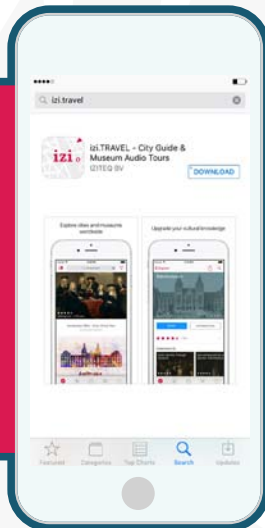 izi.travel
izi
izi.TRAVEL - City Guide &
Museum Audio Tours
IZITEQ BV
DOWNLOAD
Explore cities and museums
worldwide
Upgrade your cultural knowledge
Featured
Categories
Top Charts
Search
Updates